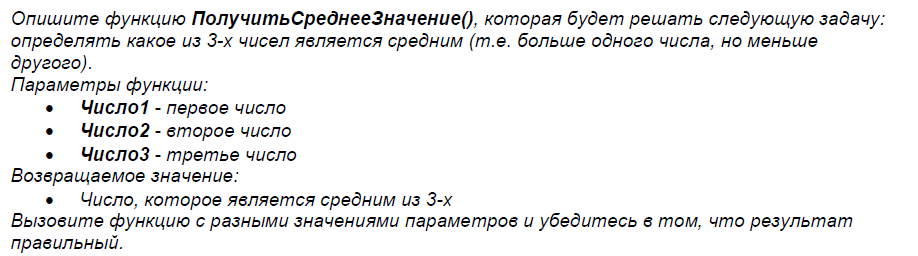 Опишите функцию ПолучитьСреднееЗначение(), которая будет решать следующую задачу:
определять какое из 3-х чисел является средним (т.е. больше одного числа, но меньше
другого).
Параметры функции:
• Число1 - первое число
• Число2 - второе число
• Число3 - третье число
Возвращаемое значение:
• Число, которое является средним из 3-х
Вызовите функцию с разными значениями параметров и убедитесь в том, что результат
правильный.